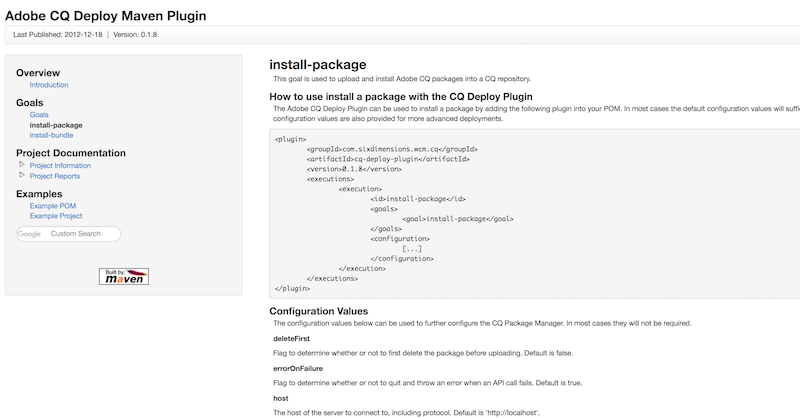 Adobe CQ Deploy Maven Plugin
Last Published: 2012-12-18 | Version: 0.1.8
Overview
Introduction
Goals
Goals
install-package
install-bundle
Project Documentation
Project Information
Project Reports
Examples
Example POM
Example Project
Google Custom Search
Built by:
maven
install-package
This goal is used to upload and install Adobe CQ packages into a CQ repository.
How to use install a package with the CQ Deploy Plugin
The Adobe CQ Deploy Plugin can be used to install a package by adding the following plugin into your POM. In most cases the default configuration values will suffi
configuration values are also provided for more advanced deployments.
<plugin>
<groupId>com.sixdimensions.wcm.cq</groupId>
<artifactId>cq-deploy-plugin</artifactId>
<version>0.1.8</version>
<executions>
<execution>
<id>install-package</id>
<goals>
<goal>install-package</goal>
</goals>
<configuration>
[...]
</configuration>
</execution>
</executions>
</plugin>
Configuration Values
The configuration values below can be used to further configure the CQ Package Manager. In most cases they will not be required.
deleteFirst
Flag to determine whether or not to first delete the package before uploading. Default is false.
errorOnFailure
Flag to determine whether or not to quit and throw an error when an API call fails. Default is true.
host
The host of the server to connect to, including protocol. Default is 'http://localhost'.